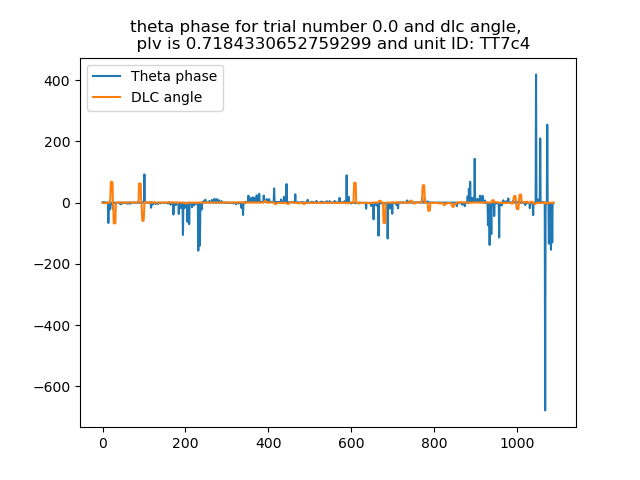 theta phase for trial number 0.0 and dlc angle,
plv is 0.7184330652759299 and unit ID: TT7c4
Theta phase
DLC angle
400
200
0
−200
−400
−600
0 200 400 600 800 1000